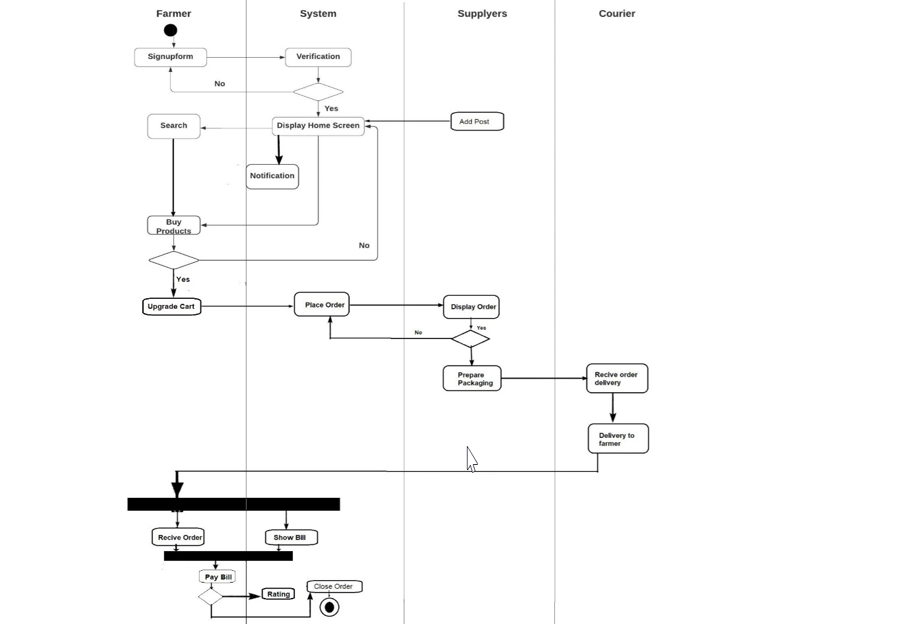 Farmer
System
Supplyers
Courier
Signupform
Verification
No
Yes
Search
Display Home Screen
Add Post
Notification
Buy
Products
No
Yes
Upgrade Cart
Place Order
Display Order
No
Yes
Prepare
Packaging
Recive order
delivery
Delivery to
farmer
Recive Order
Show Bill
Pay Bill
Rating
Close Order